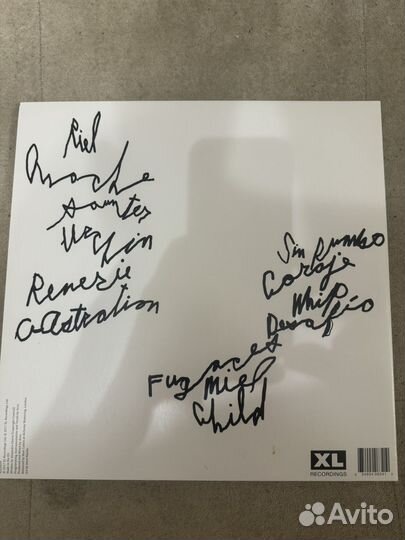 Piel
Anoche
Saunter
Urchin
Reverie
Castration
Sin Rumbo
Coraje
Whip
Desafío
Fugaces
Miel
Child
XL
RECORDINGS
Avito